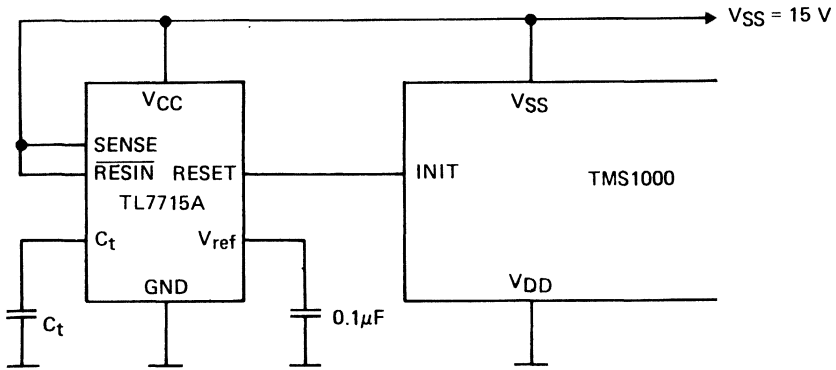 VSS = 15 V
VCC
SENSE
RESIN
RESET
TL7715A
Ct
Vref
GND
Ct
0.1μF
VSS
INIT
TMS1000
VDD